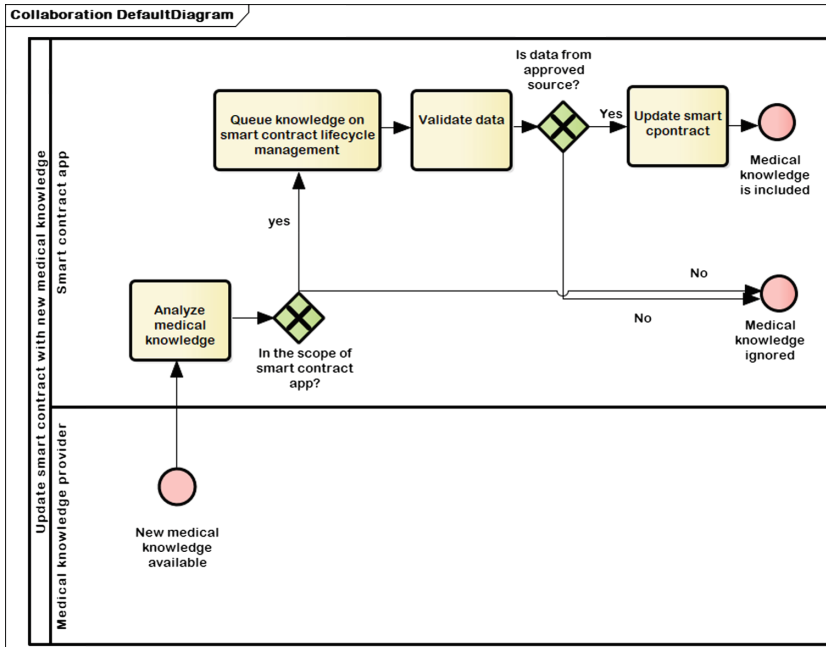 Collaboration DefaultDiagram
Update smart contract with new medical knowledge
Smart contract app
Is data from
approved
source?
Queue knowledge on
smart contract lifecycle
management
Validate data
Yes
Update smart
cpontract
Medical
knowledge
is included
yes
No
Analyze
medical
knowledge
No
In the scope of
smart contract
app?
Medical
knowledge
ignored
Medical knowledge provider
New medical
knowledge
available